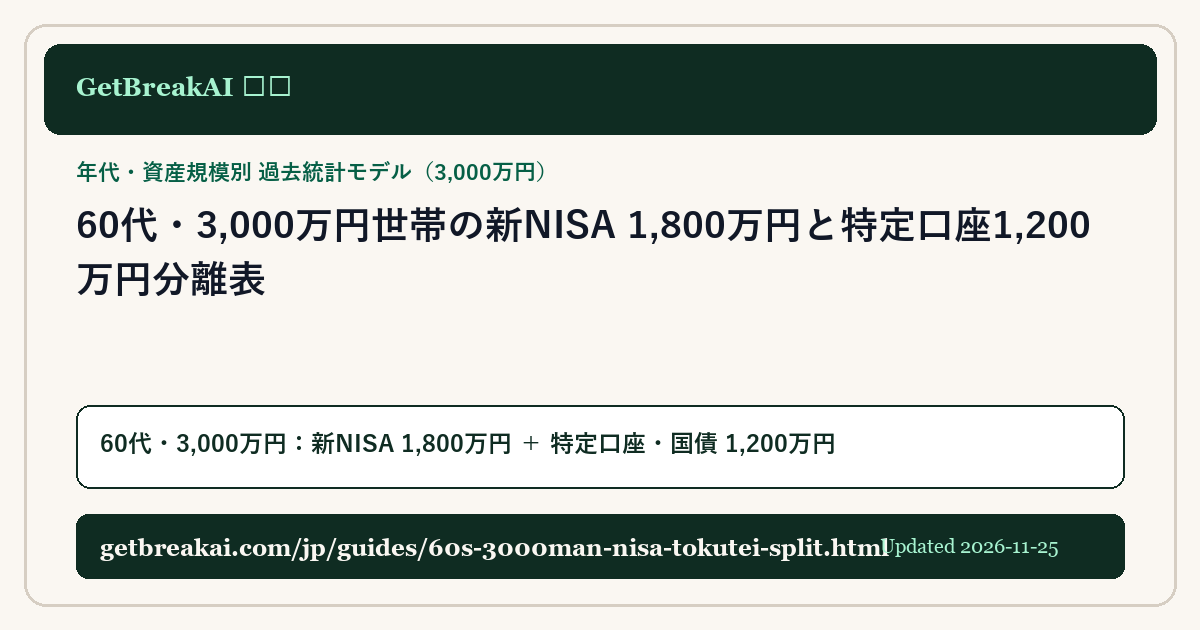 GetBreakAI □□
年代・資産規模別 過去統計モデル（3,000万円）
60代・3,000万円世帯の新NISA 1,800万円と特定口座1,200
万円分離表
60代・3,000万円：新NISA 1,800万円 ＋ 特定口座・国債 1,200万円
getbreakai.com/jp/guides/60s-3000man-nisa-tokutei-split.html
Updated 2026-11-25